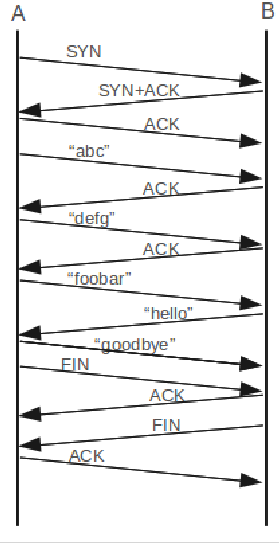 A B
SYN
SYN+ACK
ACK
“abc”
ACK
“defg”
ACK
“foobar”
“hello”
“goodbye”
FIN
ACK
FIN
ACK